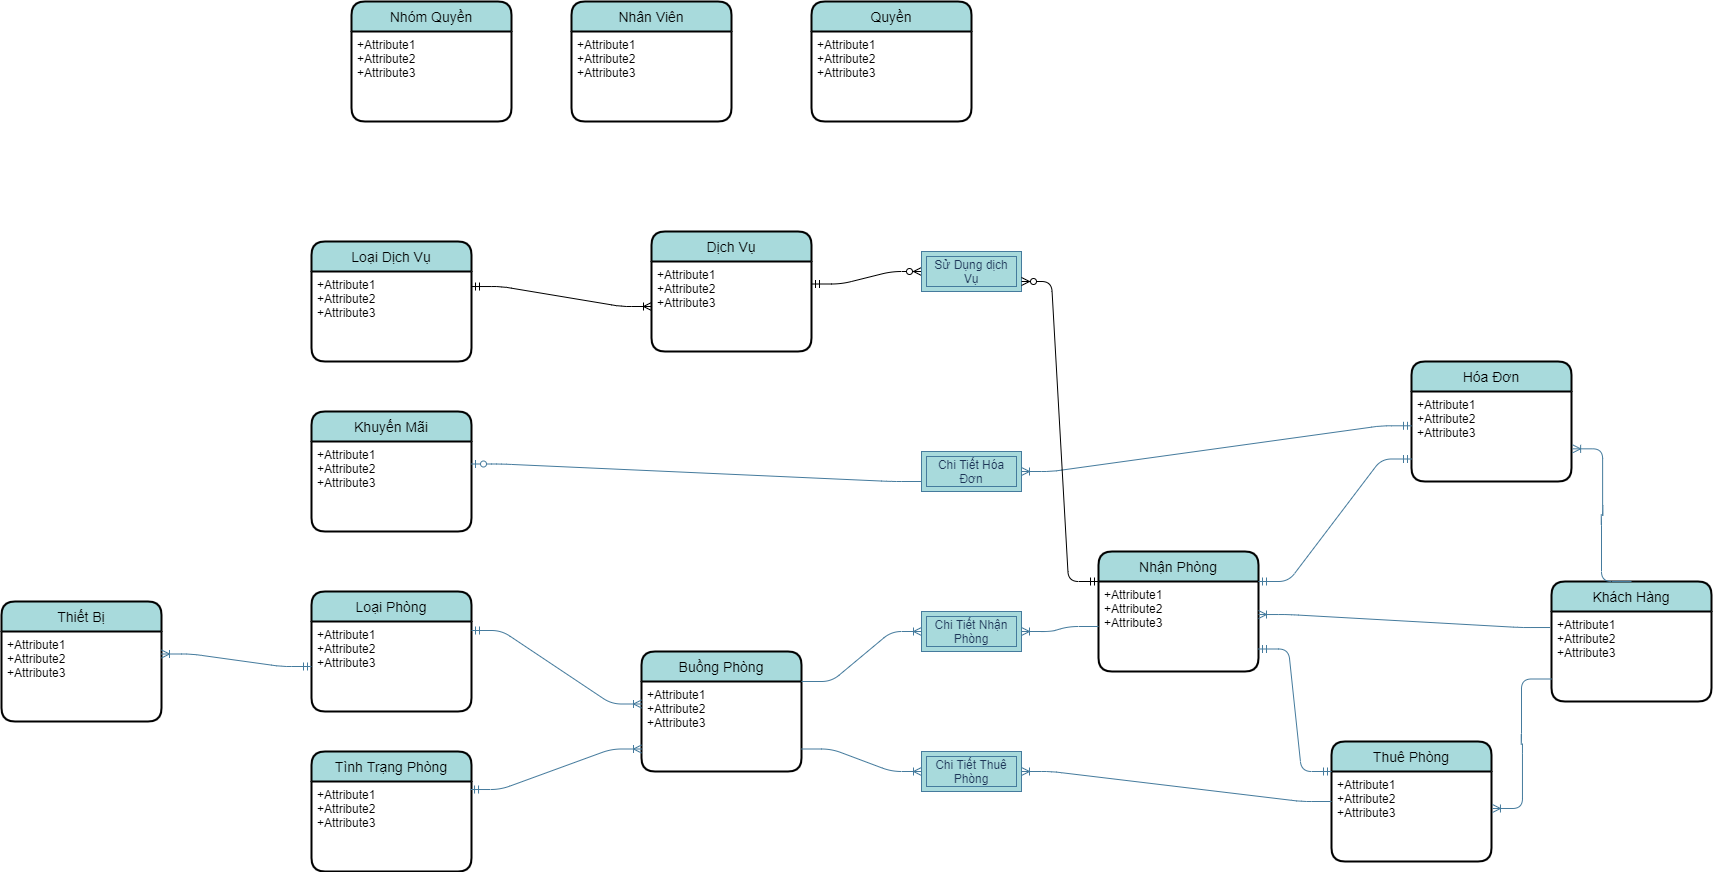 Nhóm Quyền
+Attribute1
+Attribute2
+Attribute3
Nhân Viên
+Attribute1
+Attribute2
+Attribute3
Quyền
+Attribute1
+Attribute2
+Attribute3
Loại Dịch Vụ
+Attribute1
+Attribute2
+Attribute3
Dịch Vụ
+Attribute1
+Attribute2
+Attribute3
Sử Dụng dịch
Vụ
Hóa Đơn
+Attribute1
+Attribute2
+Attribute3
Khuyến Mãi
+Attribute1
+Attribute2
+Attribute3
Chi Tiết Hóa
Đơn
Nhận Phòng
+Attribute1
+Attribute2
+Attribute3
Khách Hàng
+Attribute1
+Attribute2
+Attribute3
Thiết Bị
+Attribute1
+Attribute2
+Attribute3
Loại Phòng
+Attribute1
+Attribute2
+Attribute3
Chi Tiết Nhận
Phòng
Buồng Phòng
+Attribute1
+Attribute2
+Attribute3
Tình Trạng Phòng
+Attribute1
+Attribute2
+Attribute3
Chi Tiết Thuê
Phòng
Thuê Phòng
+Attribute1
+Attribute2
+Attribute3